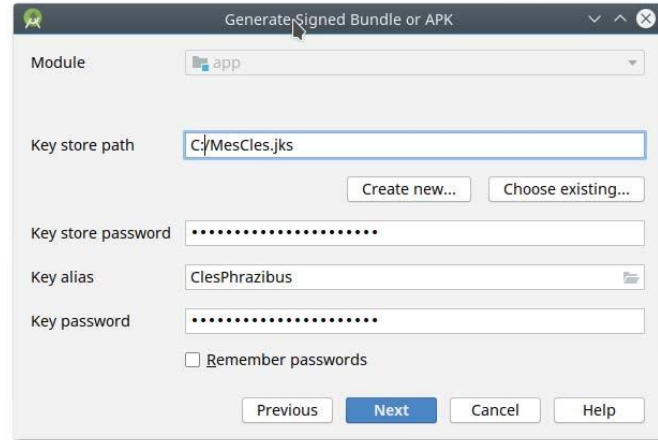 Generate Signed Bundle or APK
Module app
Key store path C:/MesCles.jks
Create new... Choose existing...
Key store password ••••••••••••••••••••••
Key alias ClesPhrazibus
Key password ••••••••••••••••••••••
Remember passwords
Previous Next Cancel Help